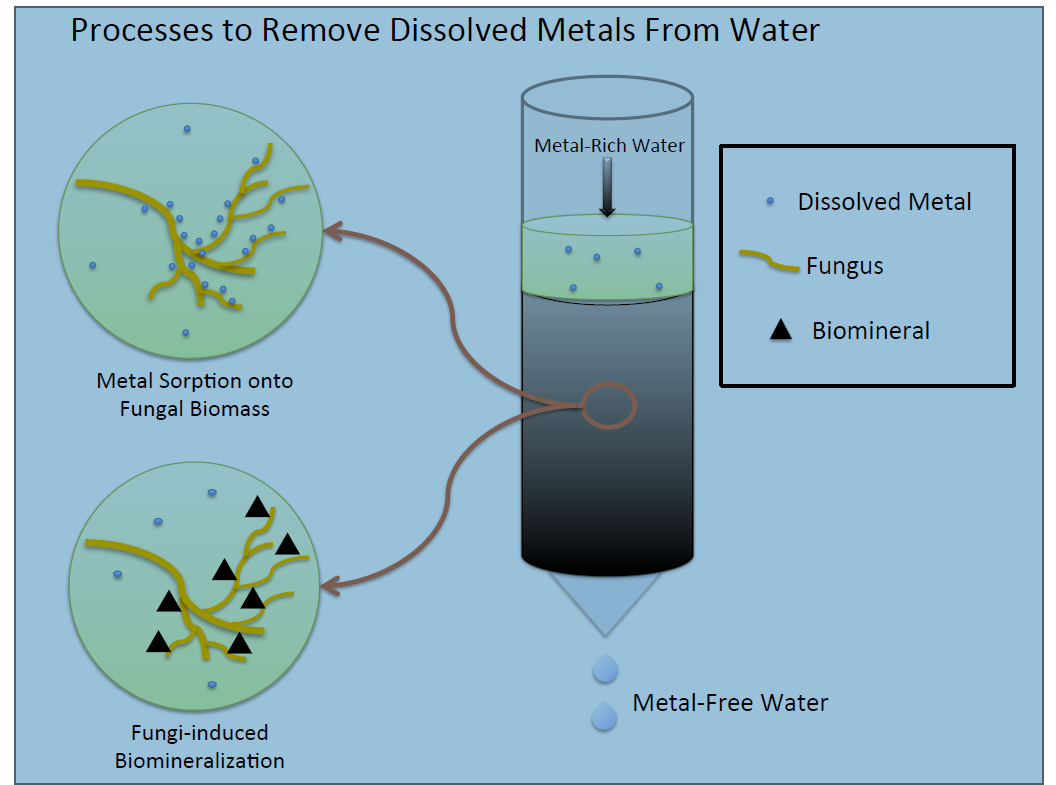 Processes to Remove Dissolved Metals From Water
Metal-Rich Water
Dissolved Metal
Fungus
Biomineral
Metal Sorption onto
Fungal Biomass
Fungi-induced
Biomineralization
Metal-Free Water